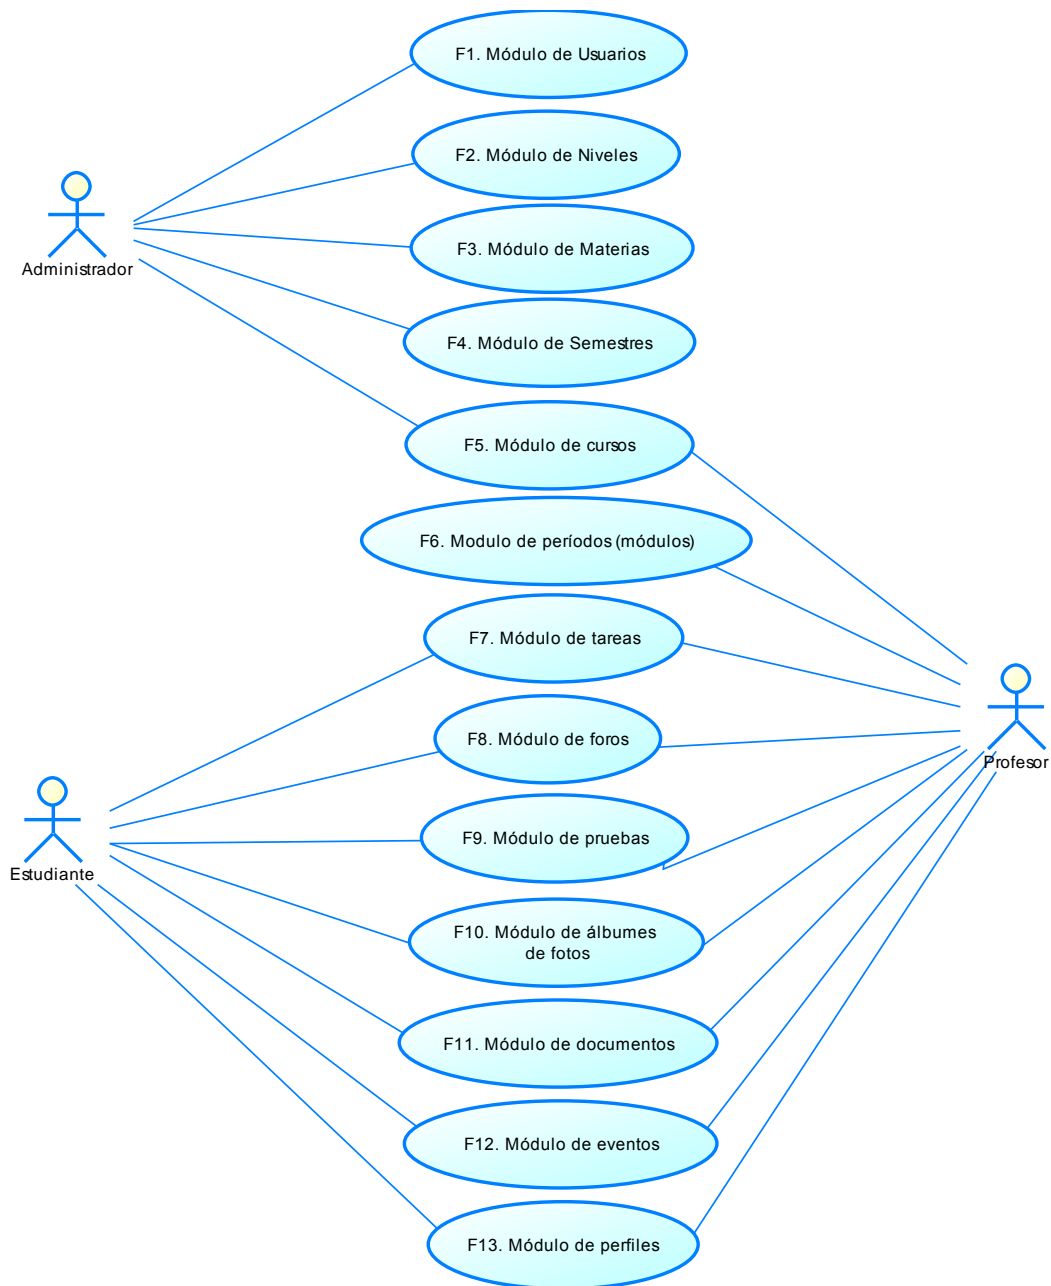 F1. Módulo de Usuarios
F2. Módulo de Niveles
F3. Módulo de Materias
Administrador
F4. Módulo de Semestres
F5. Módulo de cursos
F6. Modulo de períodos (módulos)
F7. Módulo de tareas
F8. Módulo de foros
Profesor
F9. Módulo de pruebas
Estudiante
F10. Módulo de álbumes
de fotos
F11. Módulo de documentos
F12. Módulo de eventos
F13. Módulo de perfiles